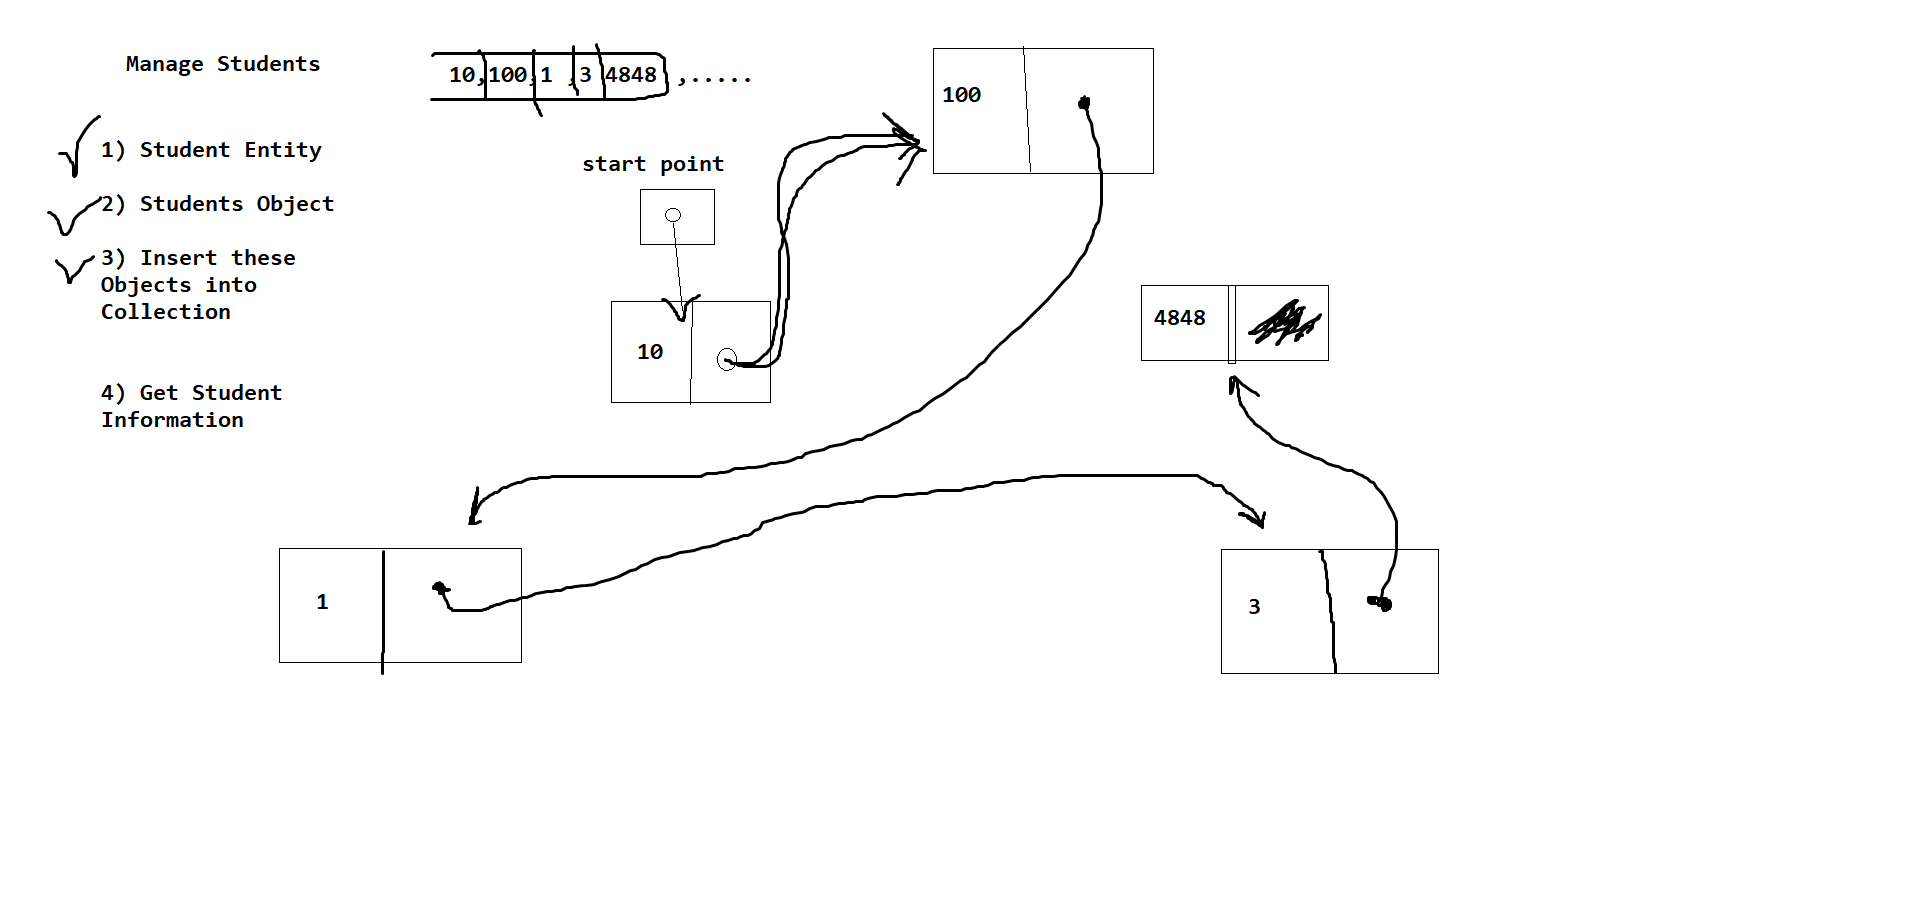 Manage Students
10,100,1 ,3 4848 ,.....
1) Student Entity
start point
2) Students Object
3) Insert these
Objects into
Collection
4) Get Student
Information
100
10
4848
1
3